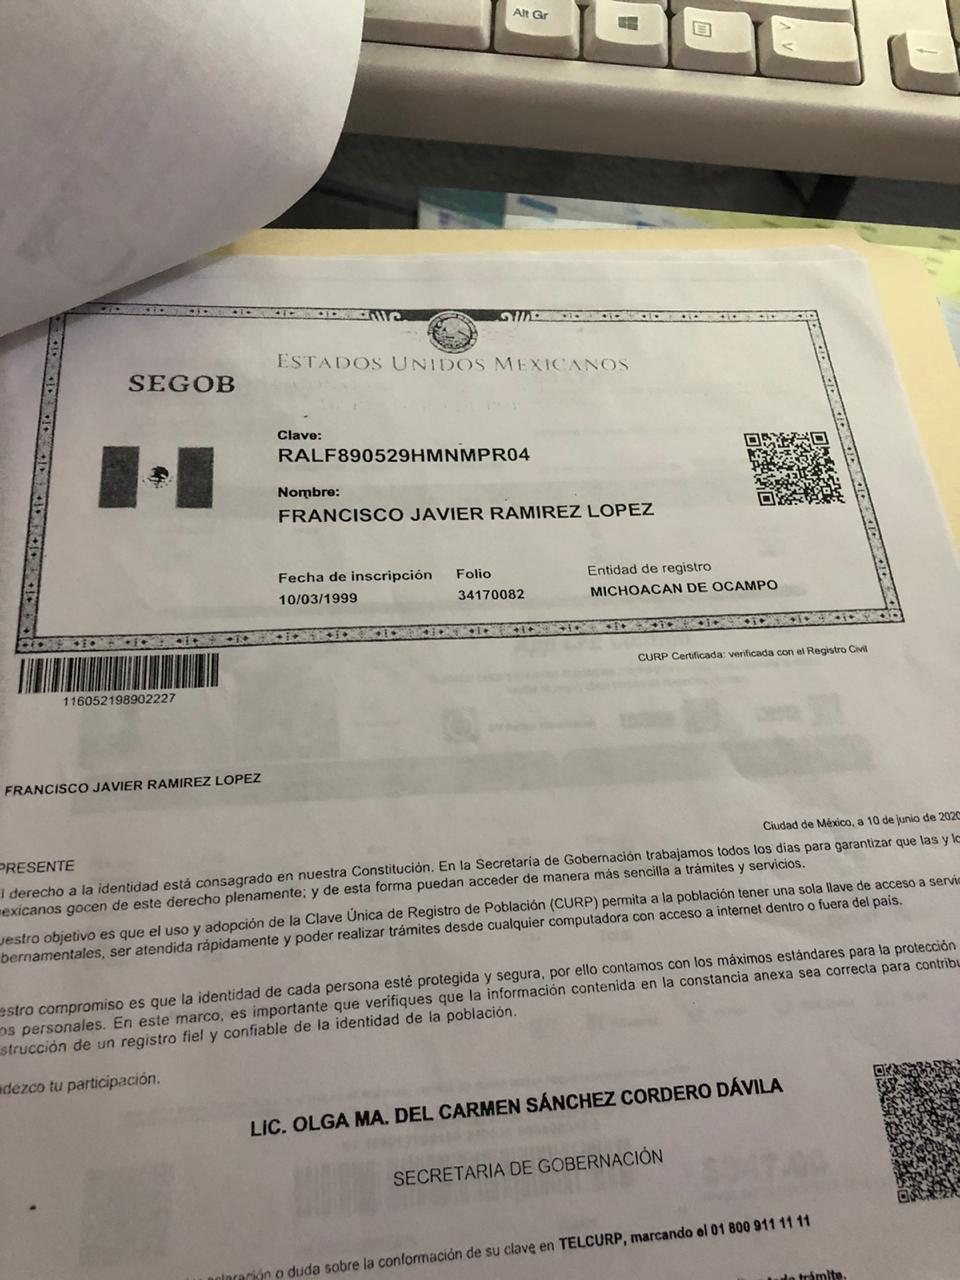 Alt Gr
>
<
ESTADOS UNIDOS MEXICANOS
SEGOB
Clave:
RALF890529HMNMPR04
Nombre:
FRANCISCO JAVIER RAMIREZ LOPEZ
Fecha de inscripción Folio Entidad de registro
10/03/1999 34170082 MICHOACAN DE OCAMPO
CURP Certificada: verificada con el Registro Civil
116052198902227
FRANCISCO JAVIER RAMIREZ LOPEZ
Ciudad de México, a 10 de junio de 2020
PRESENTE
l derecho a la identidad está consagrado en nuestra Constitución. En la Secretaría de Gobernación trabajamos todos los días para garantizar que las y lo
exicanos gocen de este derecho plenamente; y de esta forma puedan acceder de manera más sencilla a trámites y servicios.
uestro objetivo es que el uso y adopción de la Clave Única de Registro de Población (CURP) permita a la población tener una sola llave de acceso a servic
bernamentales, ser atendida rápidamente y poder realizar trámites desde cualquier computadora con acceso a internet dentro o fuera del país.
estro compromiso es que la identidad de cada persona esté protegida y segura, por ello contamos con los máximos estándares para la protección
os personales. En este marco, es importante que verifiques que la información contenida en la constancia anexa sea correcta para contribu
strucción de un registro fiel y confiable de la identidad de la población.
adezco tu participación.
LIC. OLGA MA. DEL CARMEN SÁNCHEZ CORDERO DÁVILA
SECRETARIA DE GOBERNACIÓN
aclaración o duda sobre la conformación de su clave en TELCURP, marcando el 01 800 911 11 11
trámite.